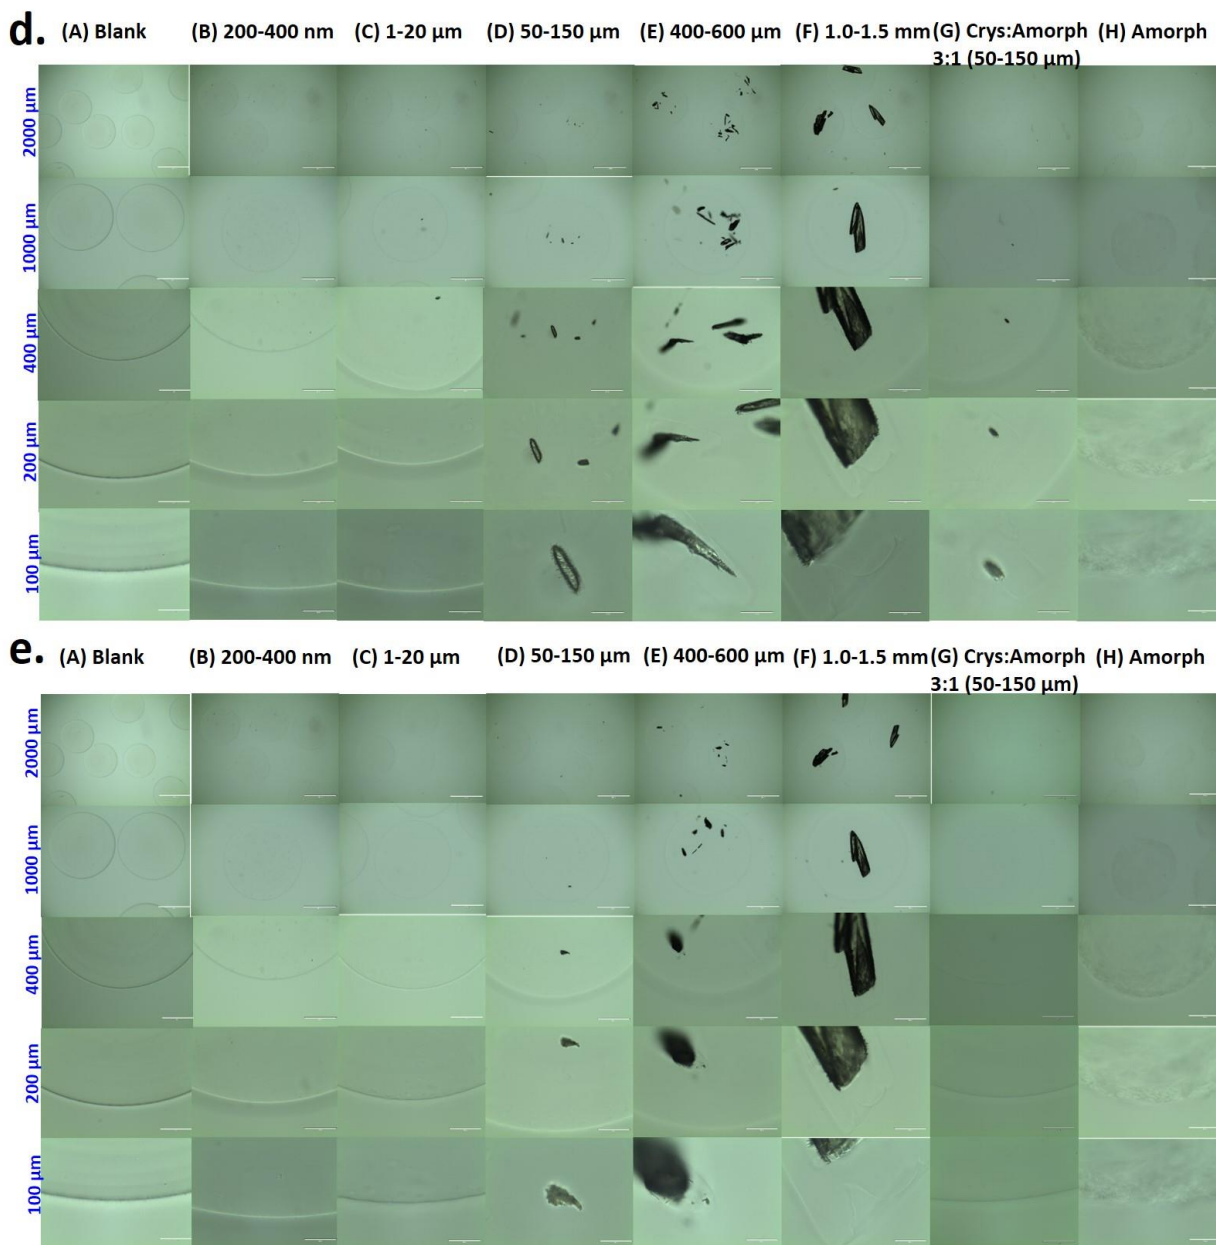 d. (A) Blank (B) 200-400 nm (C) 1-20 µm (D) 50-150 µm (E) 400-600 µm (F) 1.0-1.5 mm (G) Crys:Amorph (H) Amorph
3:1 (50-150 µm)
2000 µm
1000 µm
400 µm
200 µm
100 µm
e. (A) Blank (B) 200-400 nm (C) 1-20 µm (D) 50-150 µm (E) 400-600 µm (F) 1.0-1.5 mm (G) Crys:Amorph (H) Amorph
3:1 (50-150 µm)
2000 µm
1000 µm
400 µm
200 µm
100 µm